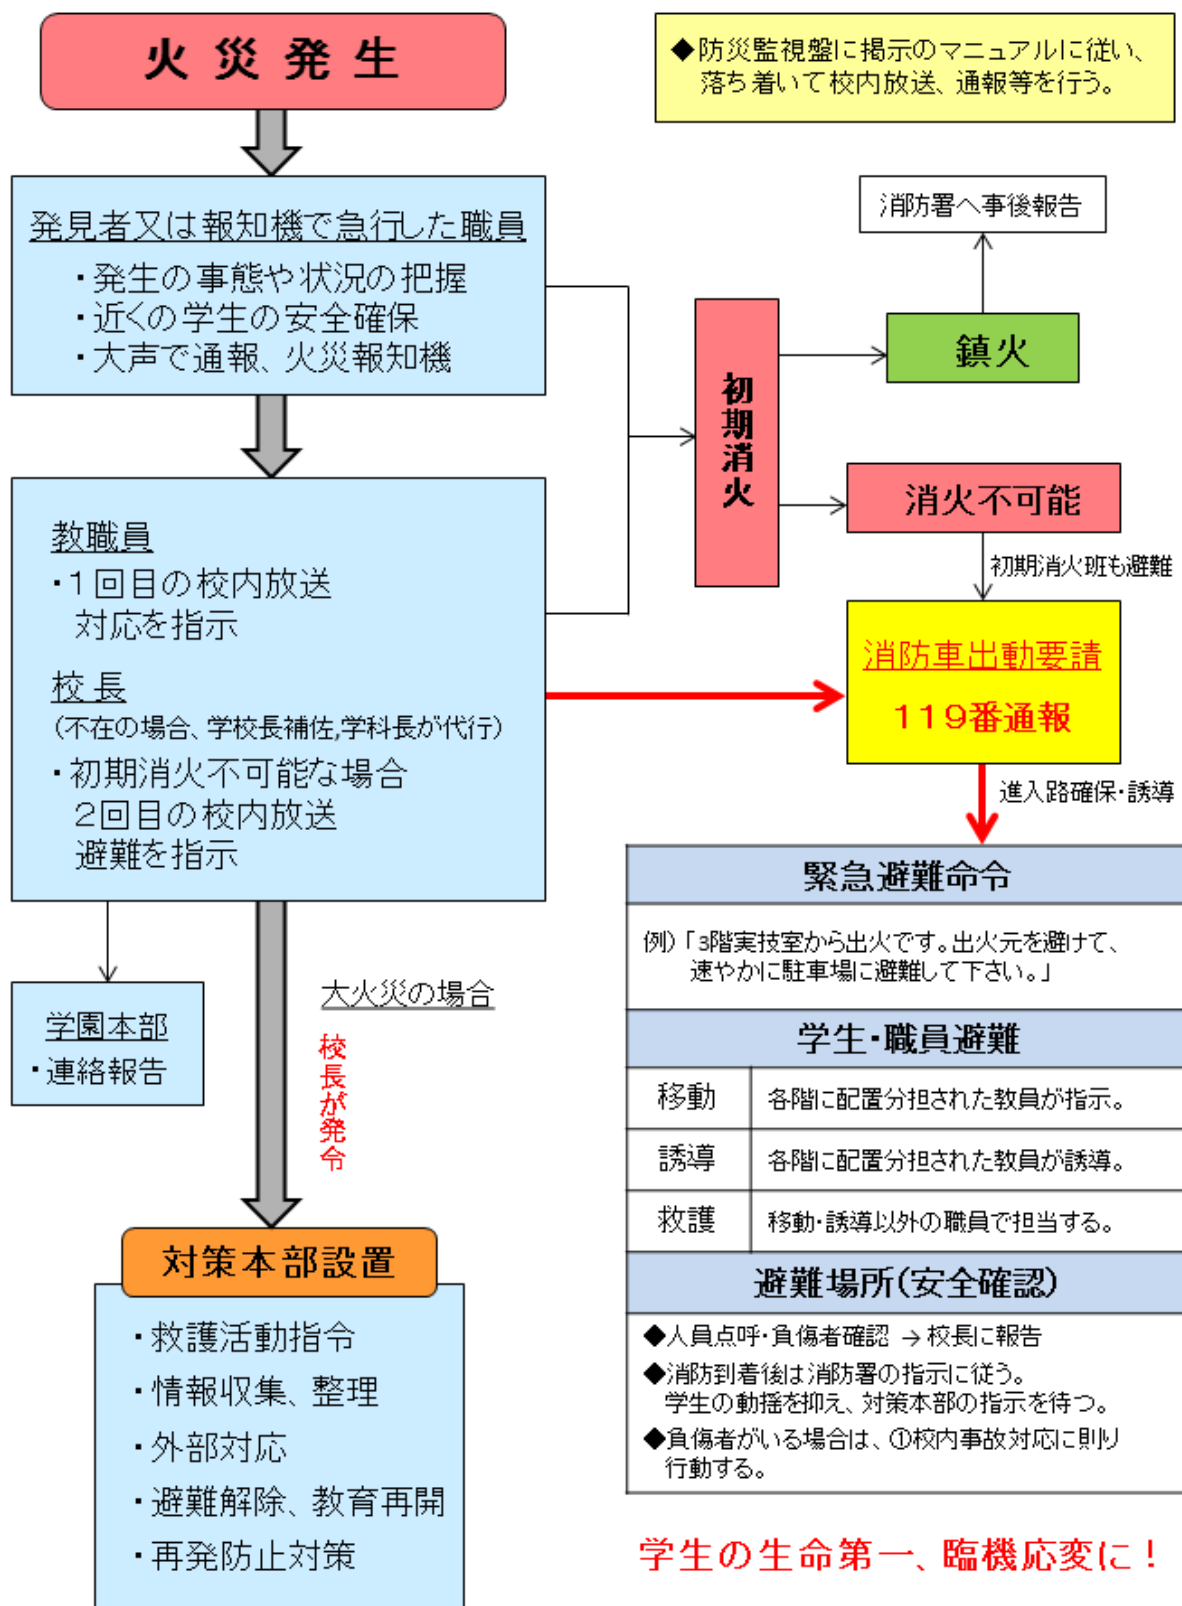 火災発生
◆防災監視盤に掲示のマニュアルに従い、
落ち着いて校内放送、通報等を行う。
発見者又は報知機で急行した職員
・発生の事態や状況の把握
・近くの学生の安全確保
・大声で通報、火災報知機
消防署へ事後報告
鎮火
初期消火
消火不可能
初期消火班も避難
教職員
・1回目の校内放送
対応を指示
校長
(不在の場合、学校長補佐,学科長が代行)
・初期消火不可能な場合
2回目の校内放送
避難を指示
消防車出動要請
119番通報
進入路確保・誘導
学園本部
・連絡報告
大火災の場合
校長が発令
対策本部設置
・救護活動指令
・情報収集、整理
・外部対応
・避難解除、教育再開
・再発防止対策
緊急避難命令
例)「3階実技室から出火です。出火元を避けて、
速やかに駐車場に避難して下さい。」
学生・職員避難
移動 各階に配置分担された教員が指示。
誘導 各階に配置分担された教員が誘導。
救護 移動・誘導以外の職員で担当する。
避難場所(安全確認)
◆人員点呼・負傷者確認 → 校長に報告
◆消防到着後は消防署の指示に従う。
学生の動揺を抑え、対策本部の指示を待つ。
◆負傷者がいる場合は、①校内事故対応に則り
行動する。
学生の生命第一、臨機応変に！